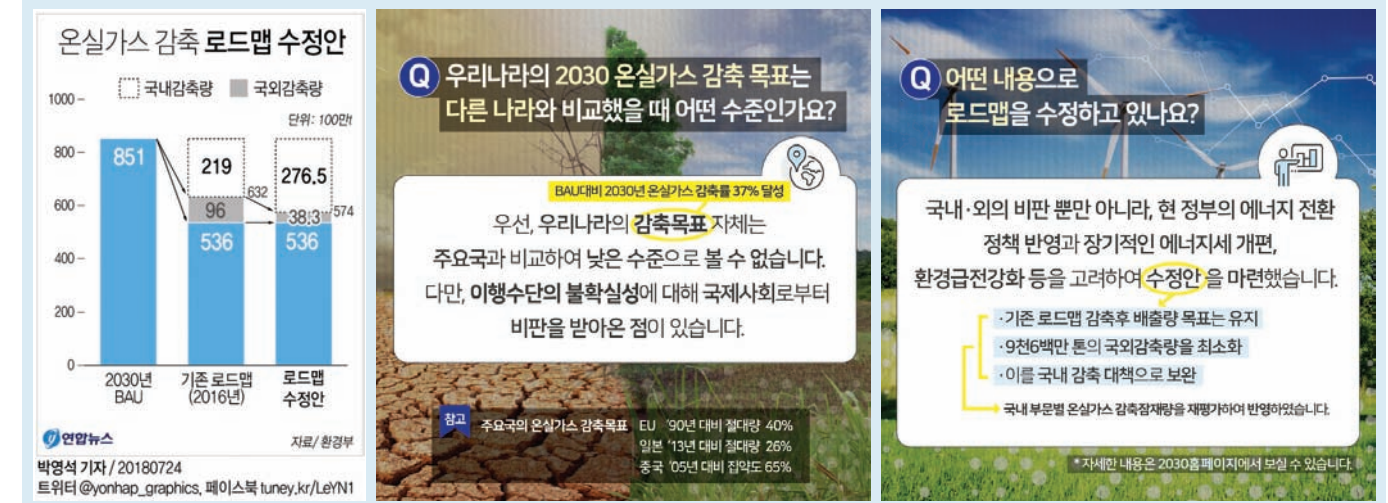 온실가스 감축 로드맵 수정안
국내감축량 국외감축량
단위: 100만t
1000
800
600
400
200
0
851
219
96
536
632
276.5
38.3
536
574
2030년
BAU
기존 로드맵
(2016년)
로드맵
수정안
연합뉴스
자료/ 환경부
박영석 기자 / 20180724
트위터 @yonhap_graphics, 페이스북 tuney.kr/LeYN1
Q 우리나라의 2030 온실가스 감축 목표는
다른 나라와 비교했을 때 어떤 수준인가요?
BAU대비 2030년 온실가스 감축률 37% 달성
우선, 우리나라의 감축목표 자체는
주요국과 비교하여 낮은 수준으로 볼 수 없습니다.
다만, 이행수단의 불확실성에 대해 국제사회로부터
비판을 받아온 점이 있습니다.
참고 주요국의 온실가스 감축목표 EU '90년 대비 절대량 40%
일본 '13년 대비 절대량 26%
중국 '05년 대비 집약도 65%
Q 어떤 내용으로
로드맵을 수정하고 있나요?
국내·외의 비판 뿐만 아니라, 현 정부의 에너지 전환
정책 반영과 장기적인 에너지세 개편,
환경급전강화 등을 고려하여 수정안을 마련했습니다.
·기존 로드맵 감축후 배출량 목표는 유지
·9천6백만 톤의 국외감축량을 최소화
·이를 국내 감축 대책으로 보완
국내 부문별 온실가스 감축잠재량을 재평가하여 반영하였습니다.
*자세한 내용은 2030홈페이지에서 보실 수 있습니다.